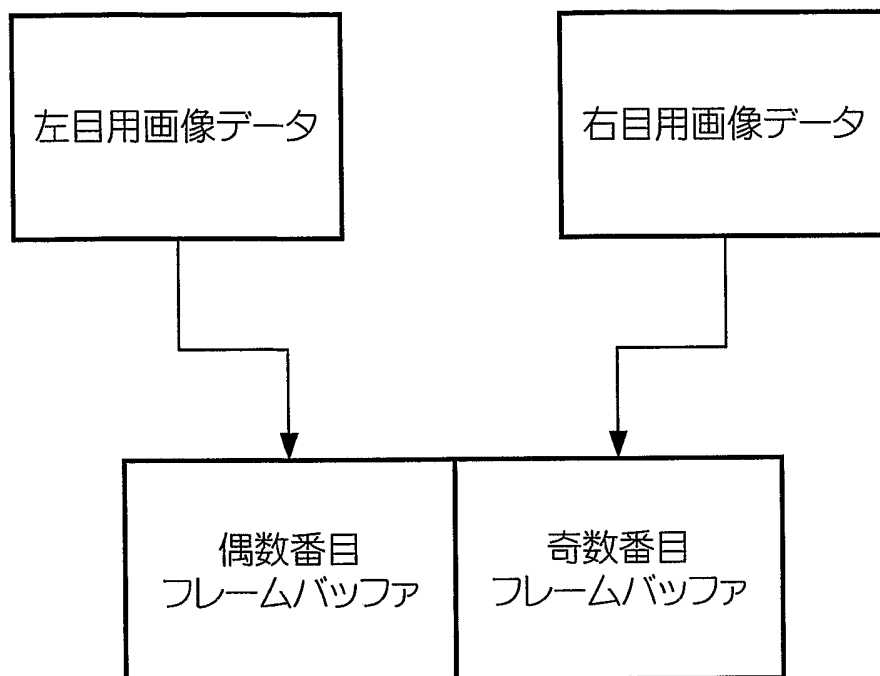 左目用画像データ
右目用画像データ
偶数番目
フレームバッファ
奇数番目
フレームバッファ